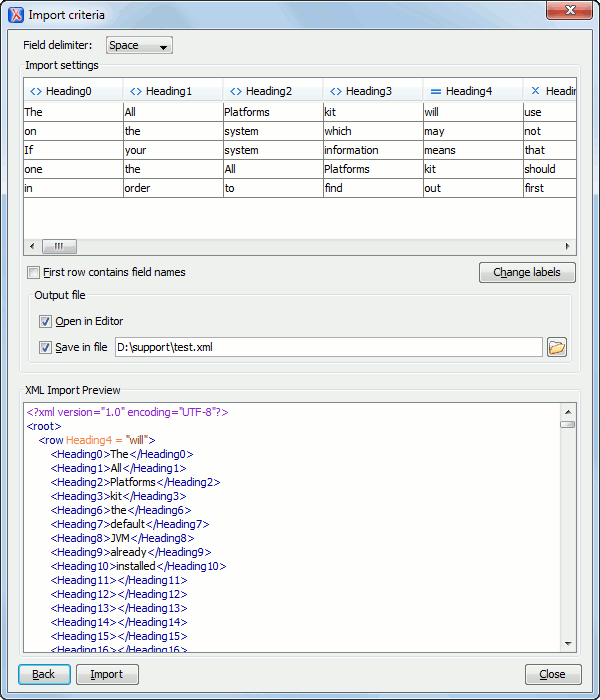 Import criteria
Field delimiter: Space
Import settings
<> Heading0 <> Heading1 <> Heading2 <> Heading3 = Heading4 × Headin
The All Platforms kit will use
on the system which may not
If your system information means that
one the All Platforms kit should
in order to find out first
First row contains field names
Change labels
Output file
Open in Editor
Save in file D:\support\test.xml
XML Import Preview
<?xml version="1.0" encoding="UTF-8"?>
<root>
<row Heading4 = "will">
<Heading0>The</Heading0>
<Heading1>All</Heading1>
<Heading2>Platforms</Heading2>
<Heading3>kit</Heading3>
<Heading6>the</Heading6>
<Heading7>default</Heading7>
<Heading8>JVM</Heading8>
<Heading9>already</Heading9>
<Heading10>installed</Heading10>
<Heading11></Heading11>
<Heading12></Heading12>
<Heading13></Heading13>
<Heading14></Heading14>
<Heading15></Heading15>
<Heading16></Heading16>
Back Import Close